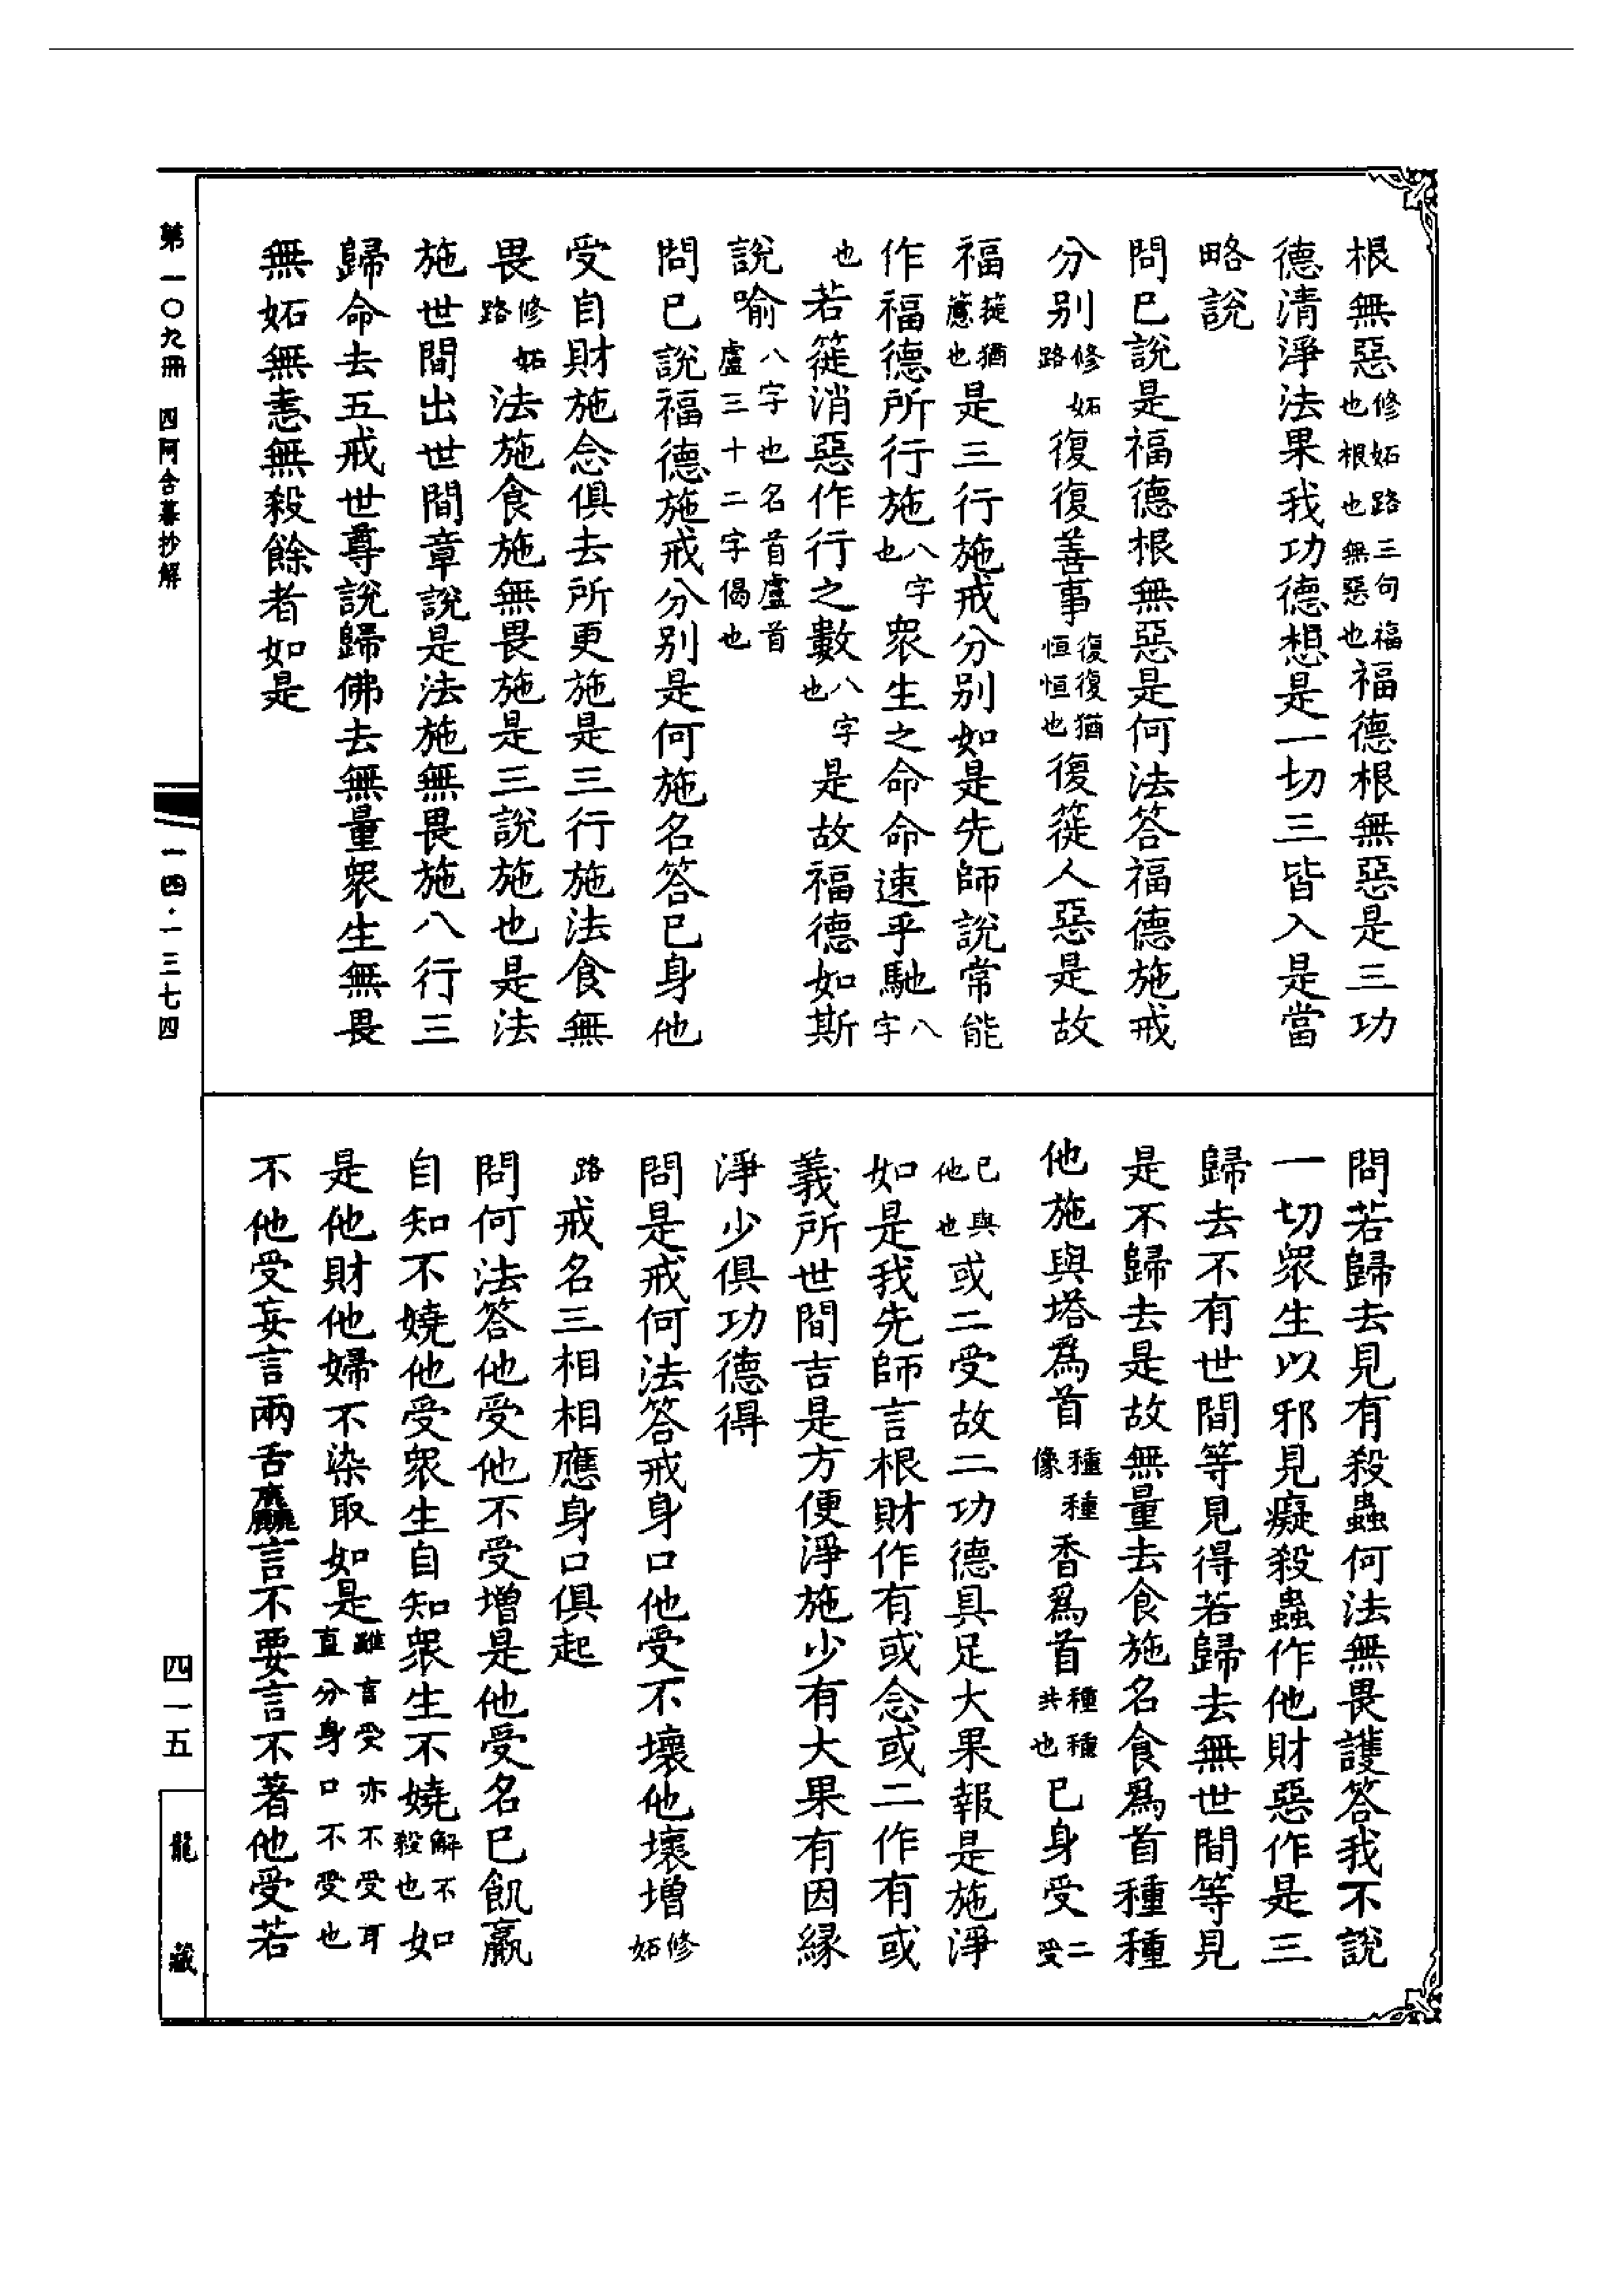 根無惡修妬路三句福也根也無惡也福德根無惡是三功
德清淨法果我功德想是一切三皆入是當
略說
問已說是福德根無惡是何法答福德施戒
分别修妬路復復善事復復猶恒恒也復簁人惡是故
福簁猶簏也是三行施戒分别如是先師說常能
作福德所行施八字也衆生之命命速乎馳八字
也若簁消惡作行之數八字也是故福德如斯
說喻八字也名首盧首盧三十二字偈也
問已說福德施戒分别是何施名答已身他
受自財施念俱去所更施是三行施法食無
畏修妬路法施食施無畏施是三說施也是法
施世間出世間章說是法施無畏施八行三
歸命去五戒世尊說歸佛去無量衆生無畏
無妬無恚無殺餘者如是
問若歸去見有殺蟲何法無畏護答我不說
一切衆生以邪見癡殺蟲作他財惡作是三
歸去不有世間等見得若歸去無世間等見
是不歸去是故無量去食施名食爲首種種
他施與塔爲首種種像香爲首種種共也已身受二受
已與他也或二受故二功德具足大果報是施淨
如是我先師言根財作有或念或二作有或
義所世間吉是方便淨施少有大果有因緣
淨少俱功德得
問是戒何法答戒身口他受不壞他壞增修妬
路戒名三相相應身口俱起
問何法答他受他不受增是他受名已飢羸
自知不嬈他受衆生自知衆生不嬈解不殺也如
是他財他婦不染取如是雖言受亦不受耳直分身口不受也
不他受妄言兩舌麤言不要言不著他受若
第一〇九冊　四阿含暮抄解
一四·一三七四
四一五
龍藏